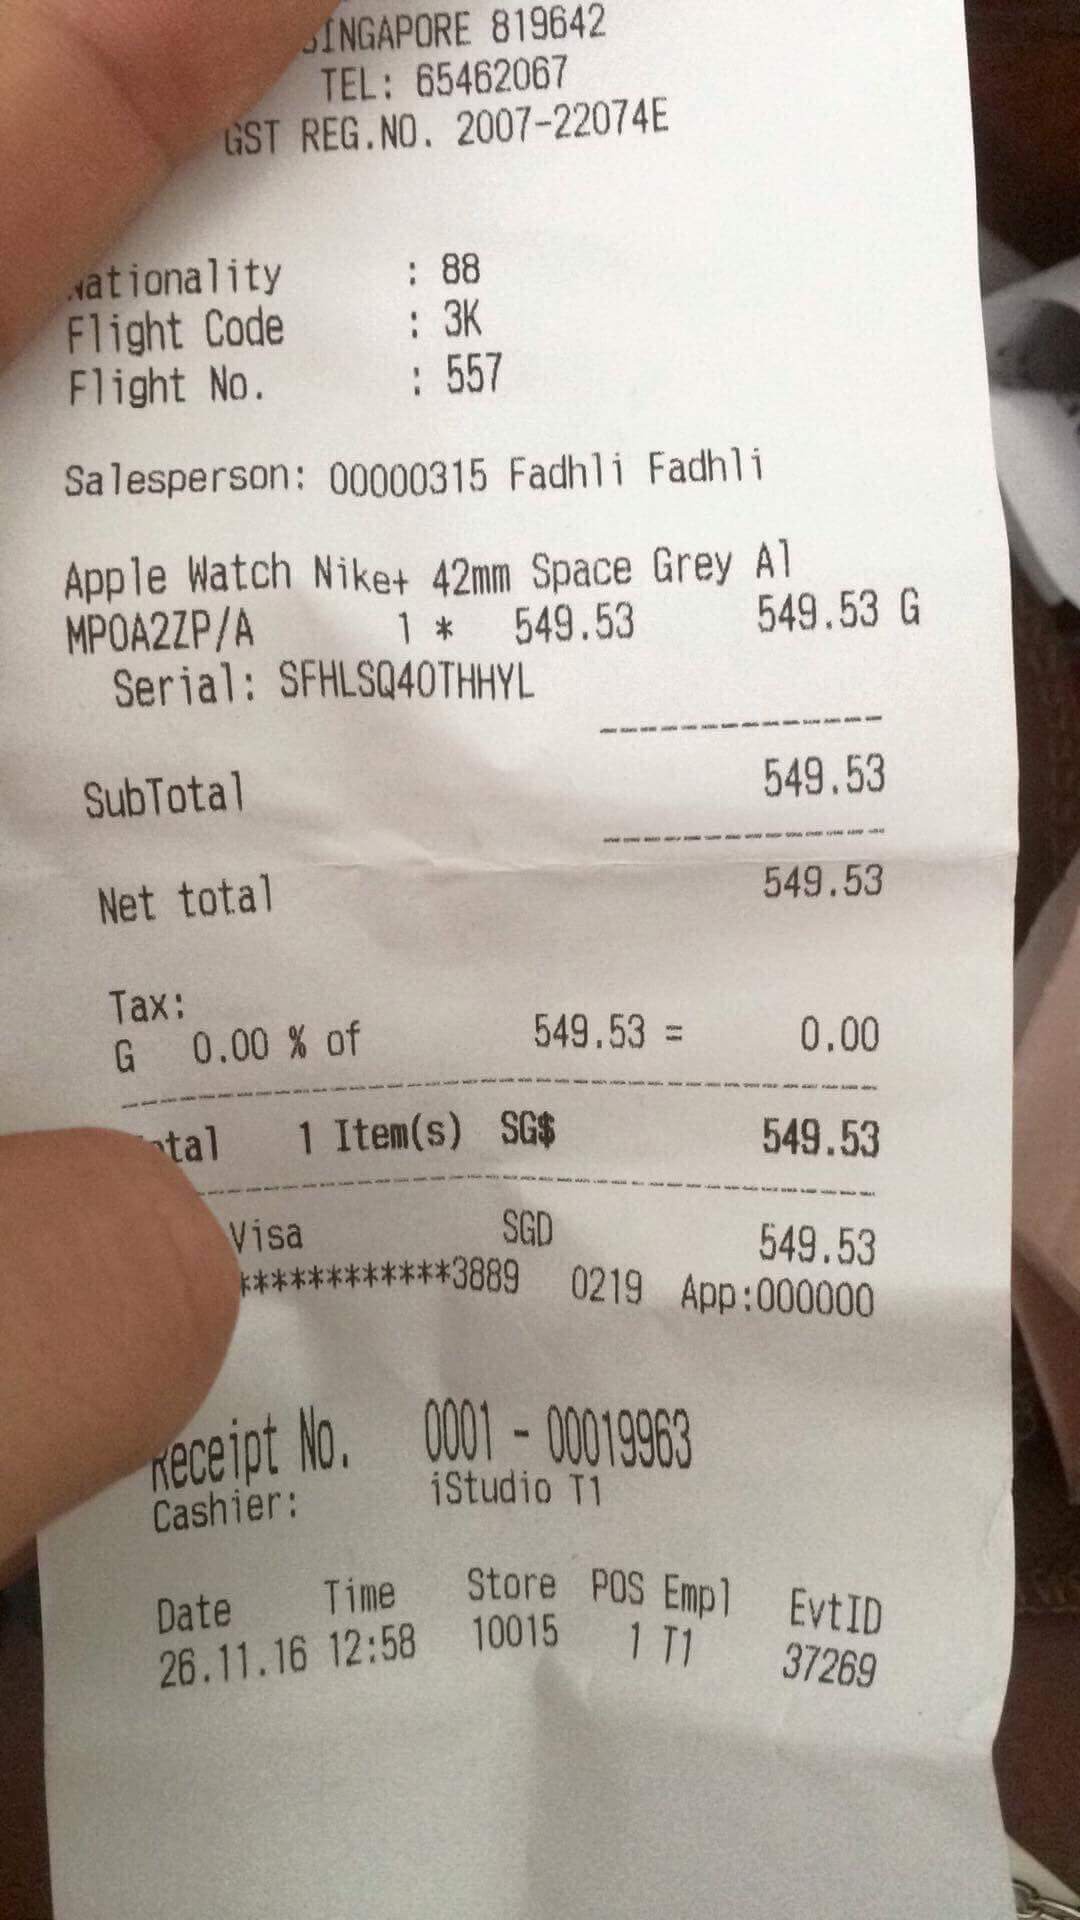 SINGAPORE 819642
TEL: 65462067
GST REG.NO. 2007-22074E
Nationality : 88
Flight Code : 3K
Flight No. : 557
Salesperson: 00000315 Fadhli Fadhli
Apple Watch Nike+ 42mm Space Grey Al
MP0A2ZP/A 1 * 549.53 549.53 G
Serial: SFHLSQ40THHYL
SubTotal 549.53
Net total 549.53
Tax:
G 0.00 % of 549.53 = 0.00
Total 1 Item(s) SG$ 549.53
Visa SGD 549.53
************3889 0219 App:000000
Receipt No. 0001 - 00019963
Cashier: iStudio T1
Date Time Store POS Empl EvtID
26.11.16 12:58 10015 1 T1 37269